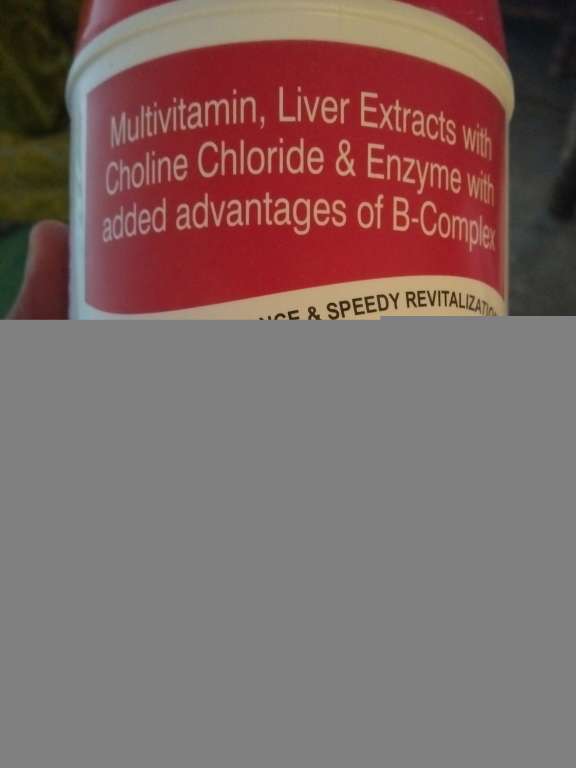 Multivitamin, Liver Extracts with
Choline Chloride & Enzyme with
added advantages of B-Complex
& SPEEDY